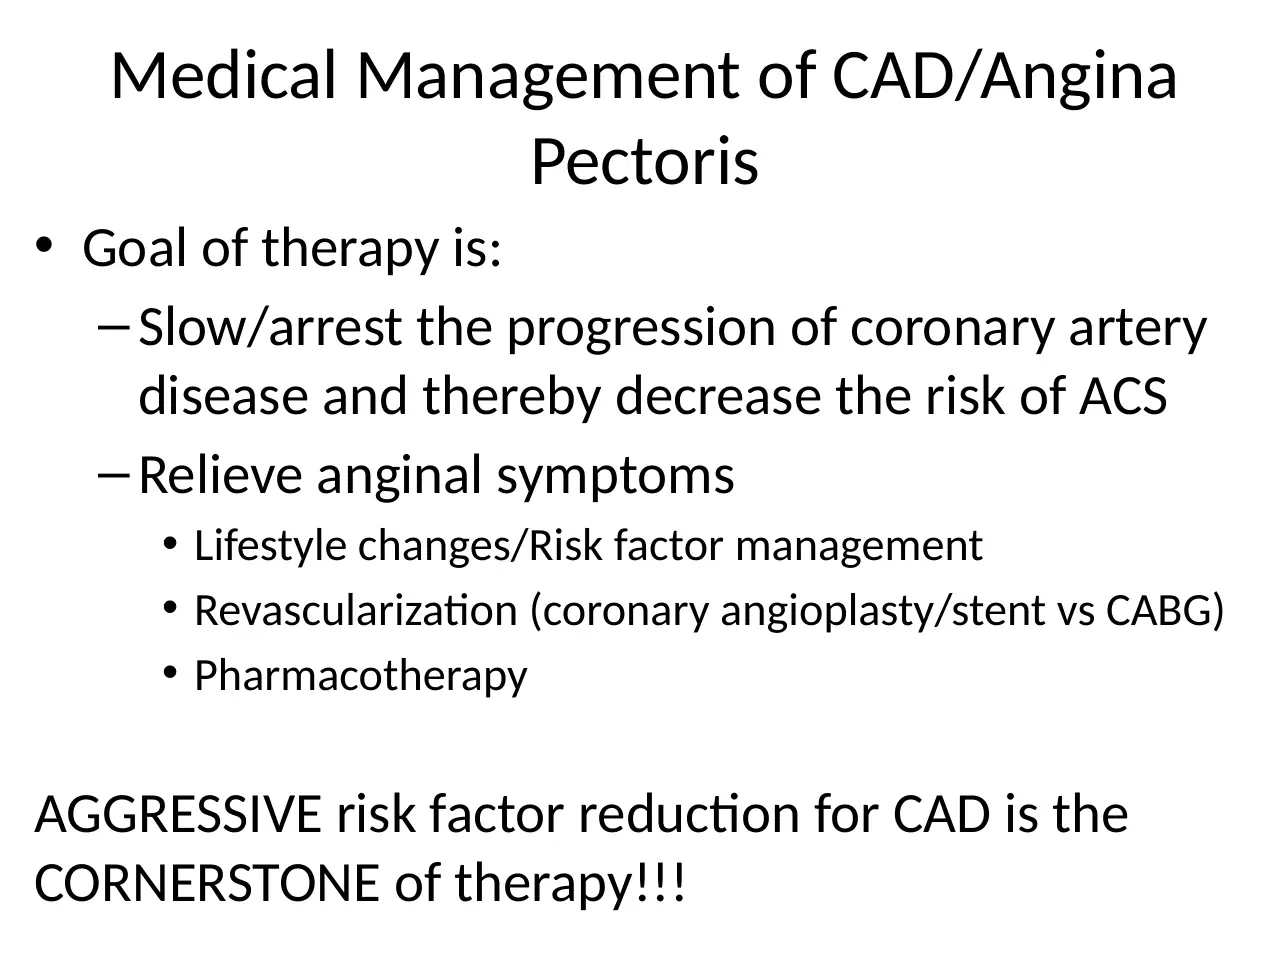 Medical Management of CAD/Angina
Pectoris
• Goal of therapy is:
– Slow/arrest the progression of coronary artery
disease and thereby decrease the risk of ACS
– Relieve anginal symptoms
• Lifestyle changes/Risk factor management
• Revascularization (coronary angioplasty/stent vs CABG)
• Pharmacotherapy
AGGRESSIVE risk factor reduction for CAD is the
CORNERSTONE of therapy!!!